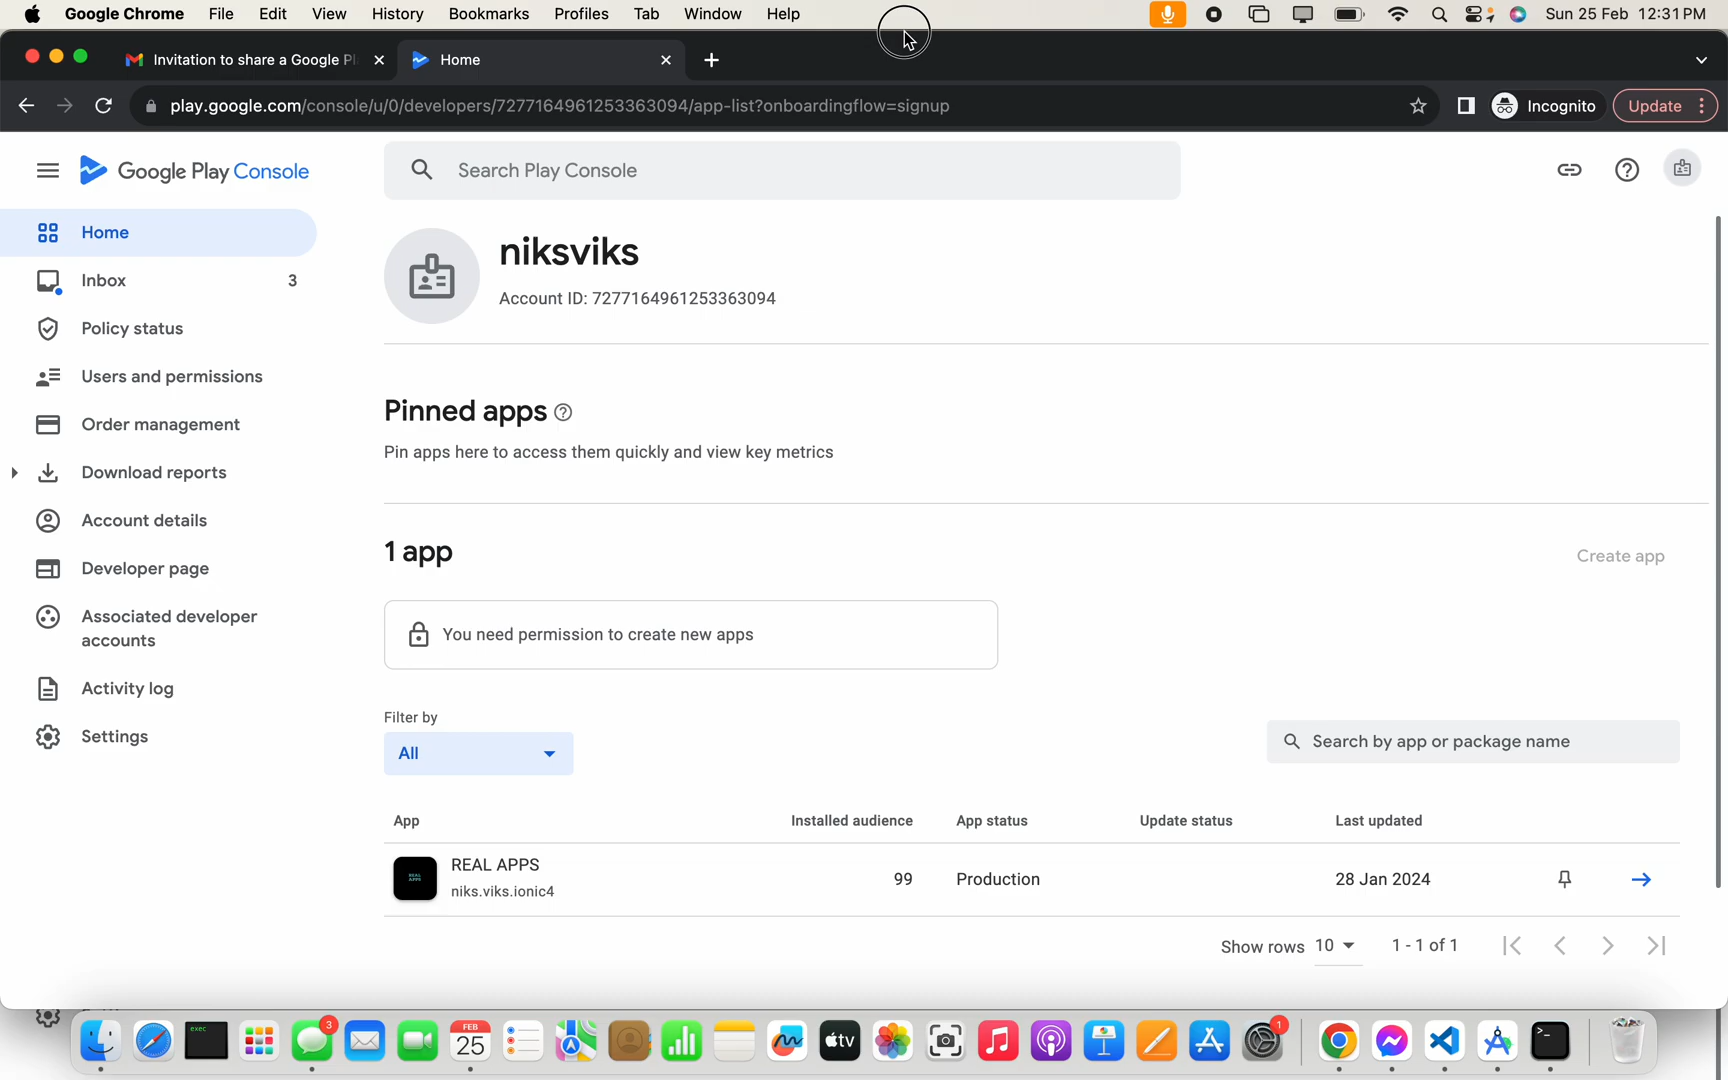 Google Chrome File Edit View History Bookmarks Profiles Tab Window Help Sun 25 Feb 12:31 PM
Invitation to share a Google Pl Home
play.google.com/console/u/0/developers/7277164961253363094/app-list?onboardingflow=signup Incognito Update
Google Play Console
Search Play Console
Home
Inbox 3
Policy status
Users and permissions
Order management
Download reports
Account details
Developer page
Associated developer
accounts
Activity log
Settings
niksviks
Account ID: 7277164961253363094
Pinned apps
Pin apps here to access them quickly and view key metrics
1 app
Create app
You need permission to create new apps
Filter by
All
Search by app or package name
App Installed audience App status Update status Last updated
REAL APPS
REAL APPS 99 Production 28 Jan 2024
niks.viks.ionic4
Show rows 10 1 - 1 of 1
exec
3
FEB
25
tv
1